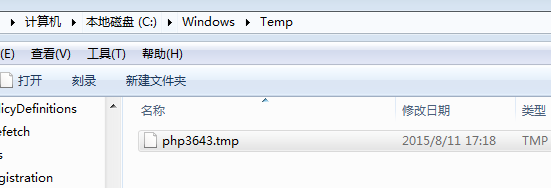 计算机 ▸ 本地磁盘 (C:) ▸ Windows ▸ Temp
(E) 查看(V) 工具(T) 帮助(H)
打开 刻录 新建文件夹
名称 修改日期 类型
licyDefinitions
php3643.tmp 2015/8/11 17:18 TMP
efetch
s
gistration